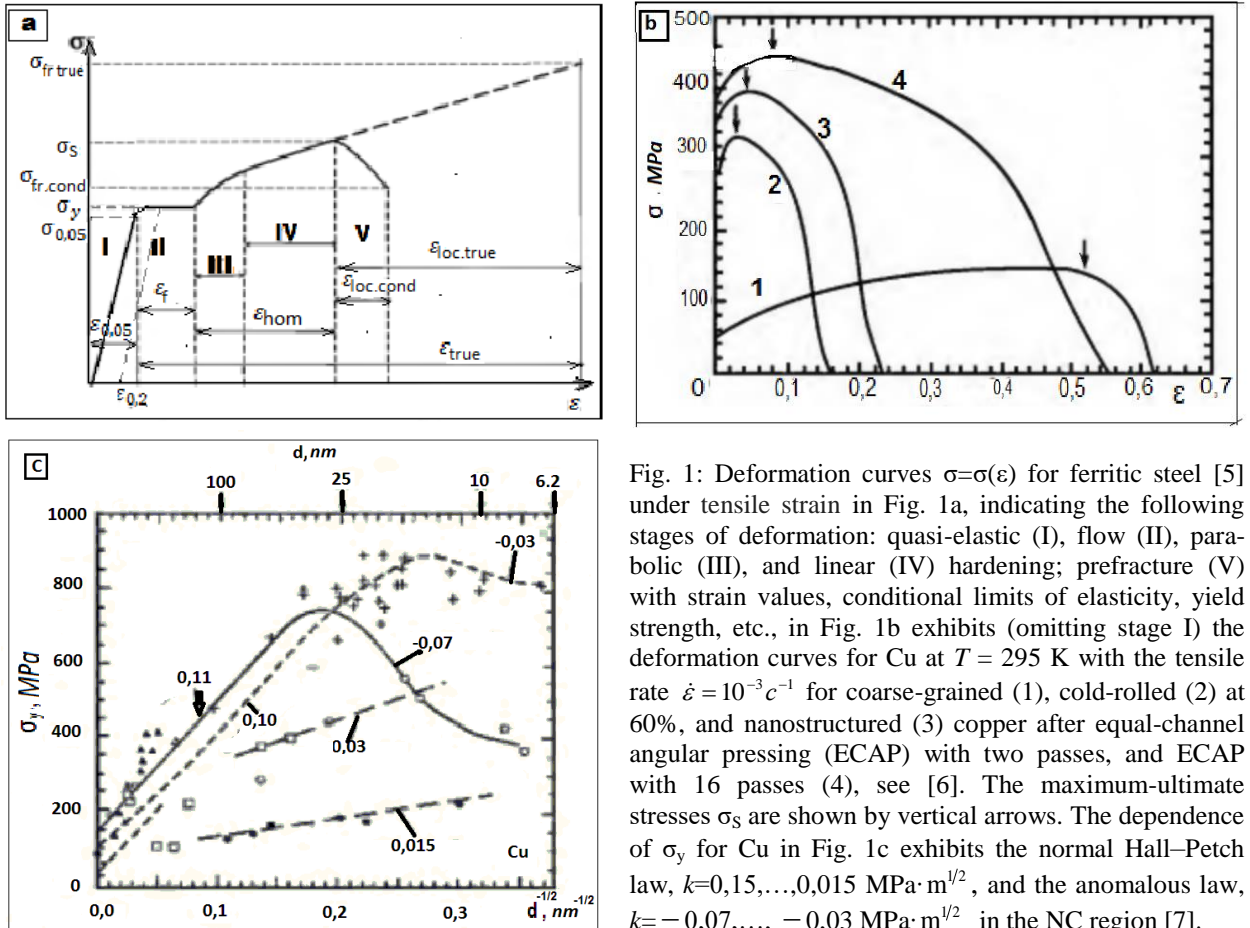 a
σ
σfr.true
σS
σfr.cond
σy
σ0,05
I
II
III
IV
V
εloc.true
εloc.cond
εf
εhom
ε0,05
εtrue
ε0,2
ε
b
500
400
300
200
100
0
σ, MPa
4
3
2
1
0,1 0,2 0,3 0,4 0,5 0,6 ε 0,7
c
d, nm
100 25 10 6.2
1000
800
600
400
200
0
σy, MPa
-0,03
-0,07
0,11
0,10
0,03
0,015
Cu
0,0 0,1 0,2 0,3 d⁻¹/², nm⁻¹/²
Fig. 1: Deformation curves σ=σ(ε) for ferritic steel [5]
under tensile strain in Fig. 1a, indicating the following
stages of deformation: quasi-elastic (I), flow (II), para-
bolic (III), and linear (IV) hardening; prefracture (V)
with strain values, conditional limits of elasticity, yield
strength, etc., in Fig. 1b exhibits (omitting stage I) the
deformation curves for Cu at T = 295 K with the tensile
rate ε̇ = 10⁻³c⁻¹ for coarse-grained (1), cold-rolled (2) at
60%, and nanostructured (3) copper after equal-channel
angular pressing (ECAP) with two passes, and ECAP
with 16 passes (4), see [6]. The maximum-ultimate
stresses σS are shown by vertical arrows. The dependence
of σy for Cu in Fig. 1c exhibits the normal Hall–Petch
law, k=0,15,…,0,015 MPa·m¹/², and the anomalous law,
k=−0,07,…, −0,03 MPa·m¹/² in the NC region [7].